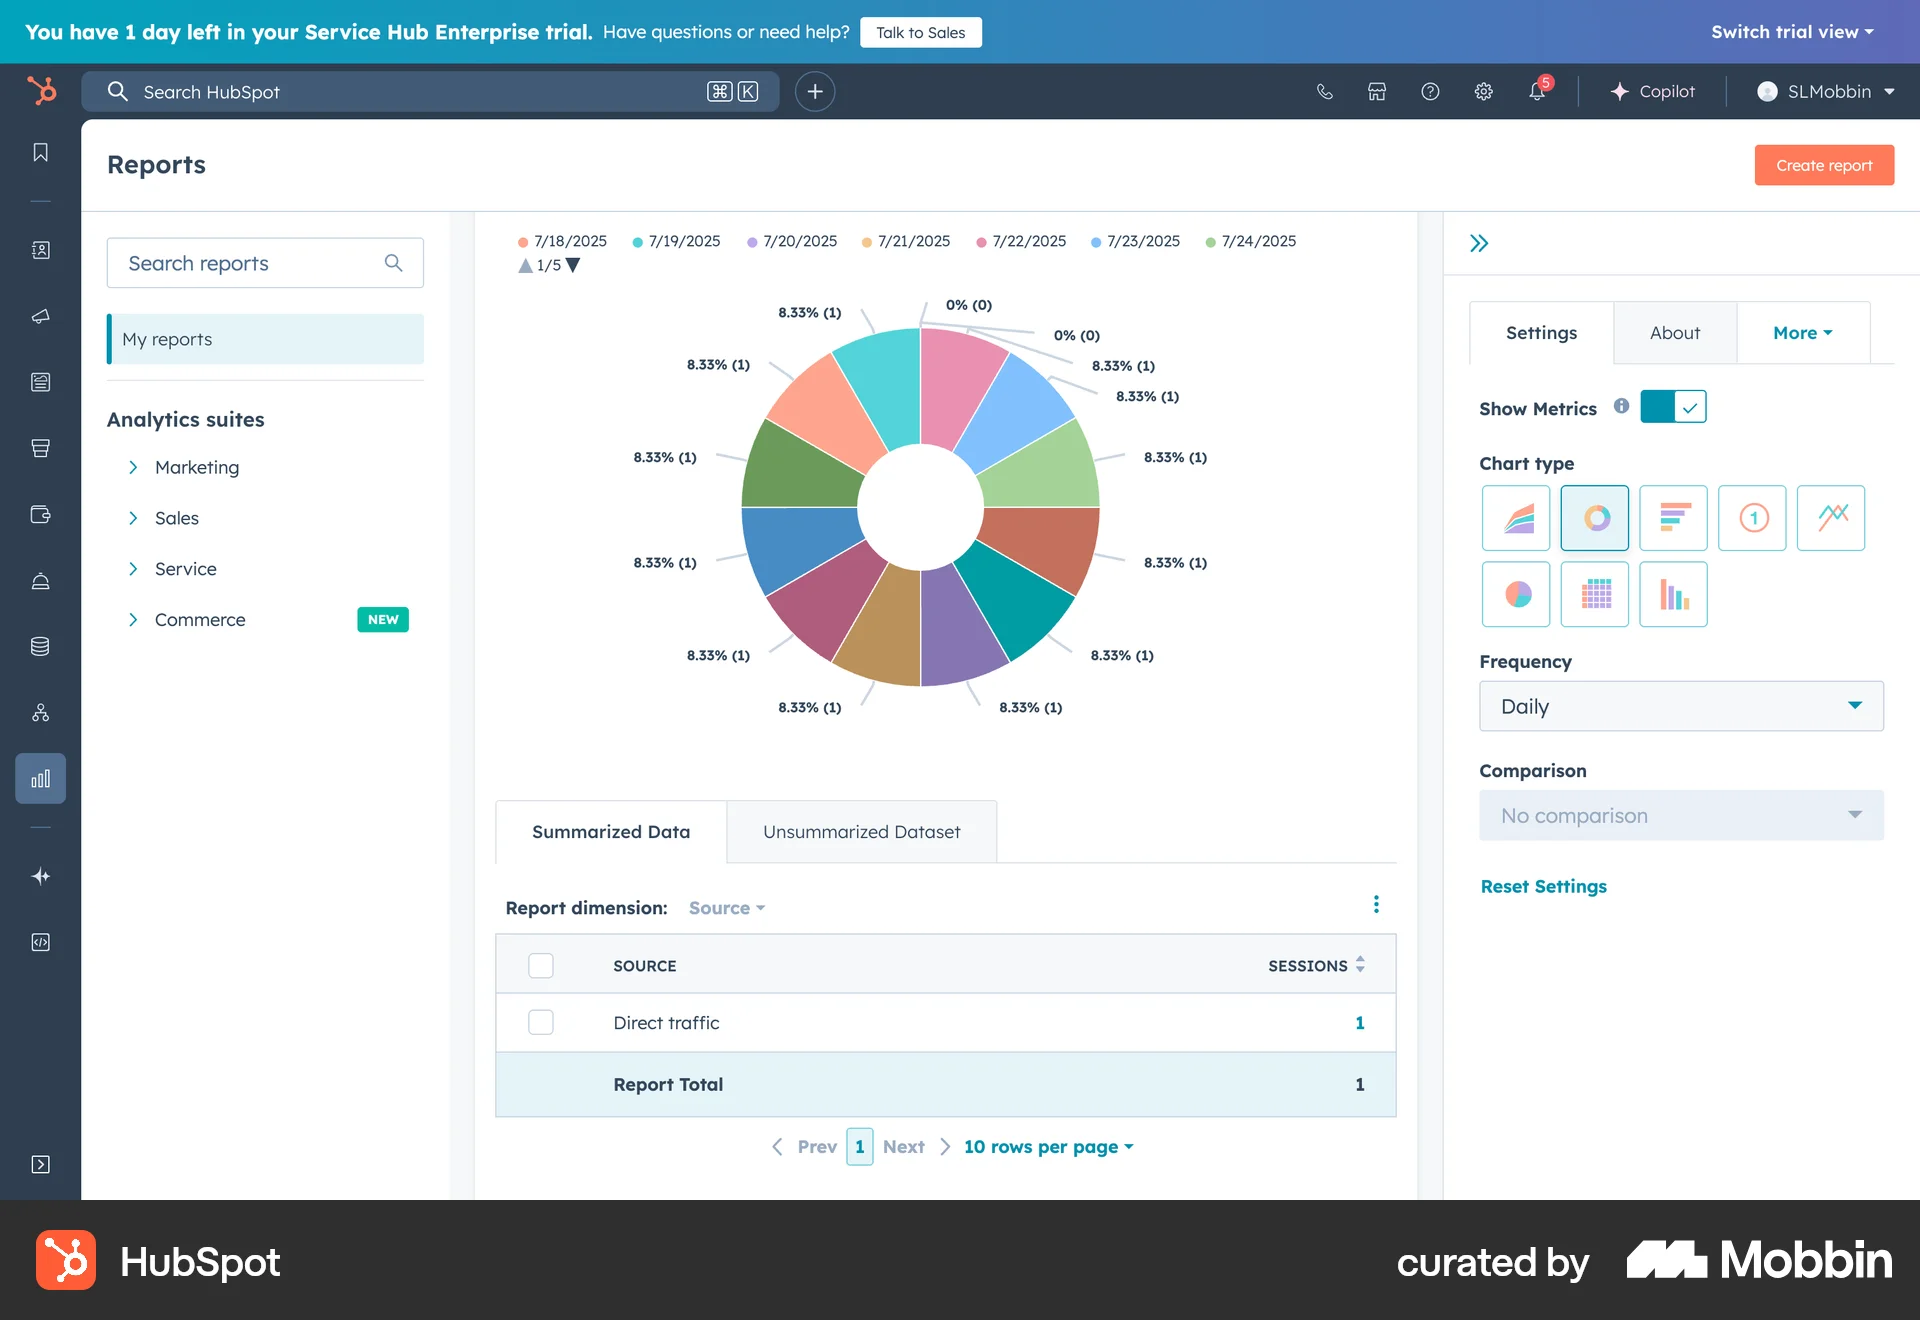 You have 1 day left in your Service Hub Enterprise trial. Have questions or need help? Talk to Sales Switch trial view
Search HubSpot ⌘ K 5 Copilot SLMobbin
Reports Create report
Search reports
My reports
Analytics suites
Marketing
Sales
Service
Commerce NEW
7/18/2025 7/19/2025 7/20/2025 7/21/2025 7/22/2025 7/23/2025 7/24/2025
1/5
0% (0)
8.33% (1)
0% (0)
8.33% (1)
8.33% (1)
8.33% (1)
8.33% (1)
8.33% (1)
8.33% (1)
8.33% (1)
8.33% (1)
8.33% (1)
8.33% (1)
8.33% (1)
Summarized Data Unsummarized Dataset
Report dimension: Source
SOURCE SESSIONS
Direct traffic 1
Report Total 1
Prev 1 Next 10 rows per page
Settings About More
Show Metrics
Chart type
1
Frequency
Daily
Comparison
No comparison
Reset Settings
HubSpot curated by Mobbin